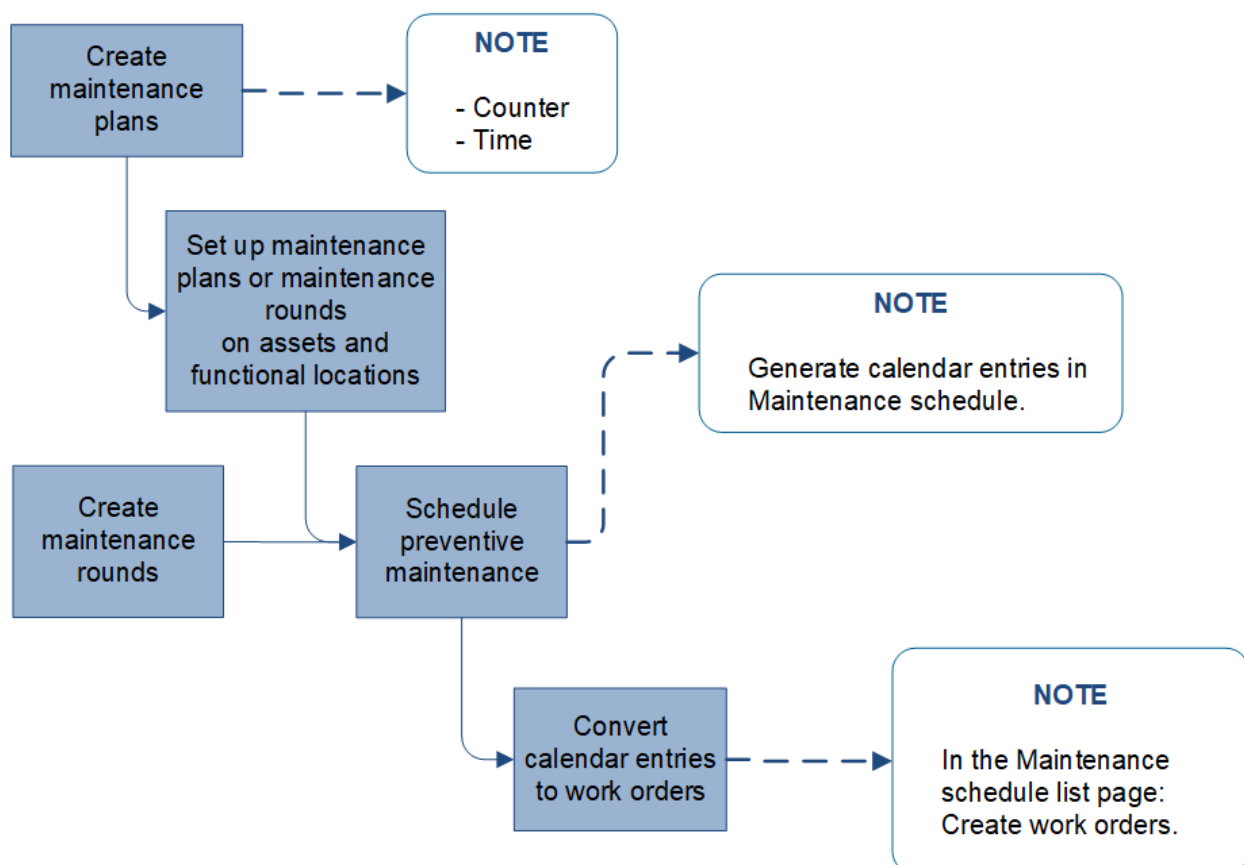 Create
maintenance
plans
NOTE
- Counter
- Time
Set up maintenance
plans or maintenance
rounds
on assets and
functional locations
NOTE
Generate calendar entries in
Maintenance schedule.
Create
maintenance
rounds
Schedule
preventive
maintenance
Convert
calendar entries
to work orders
NOTE
In the Maintenance
schedule list page:
Create work orders.